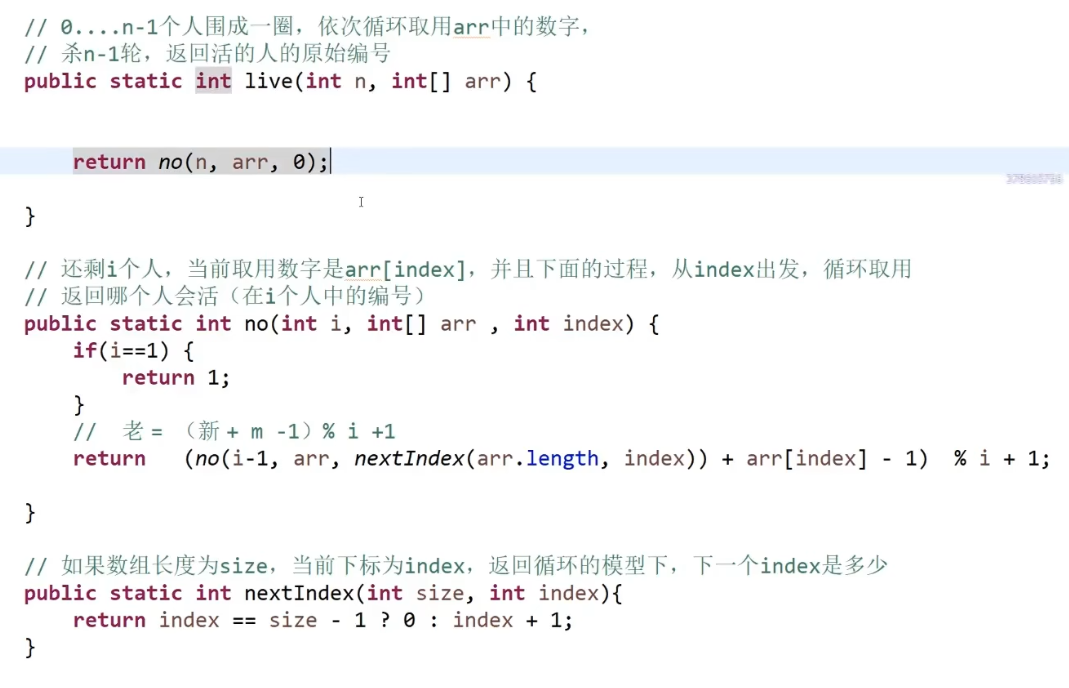 // 0....n-1个人围成一圈，依次循环取用arr中的数字，
// 杀n-1轮，返回活的人的原始编号
public static int live(int n, int[] arr) {
return no(n, arr, 0);
}
// 还剩i个人，当前取用数字是arr[index]，并且下面的过程，从index出发，循环取用
// 返回哪个人会活（在i个人中的编号）
public static int no(int i, int[] arr , int index) {
if(i==1) {
return 1;
}
// 老 = （新 + m -1）% i +1
return (no(i-1, arr, nextIndex(arr.length, index)) + arr[index] - 1) % i + 1;
}
// 如果数组长度为size，当前下标为index，返回循环的模型下，下一个index是多少
public static int nextIndex(int size, int index){
return index == size - 1 ? 0 : index + 1;
}